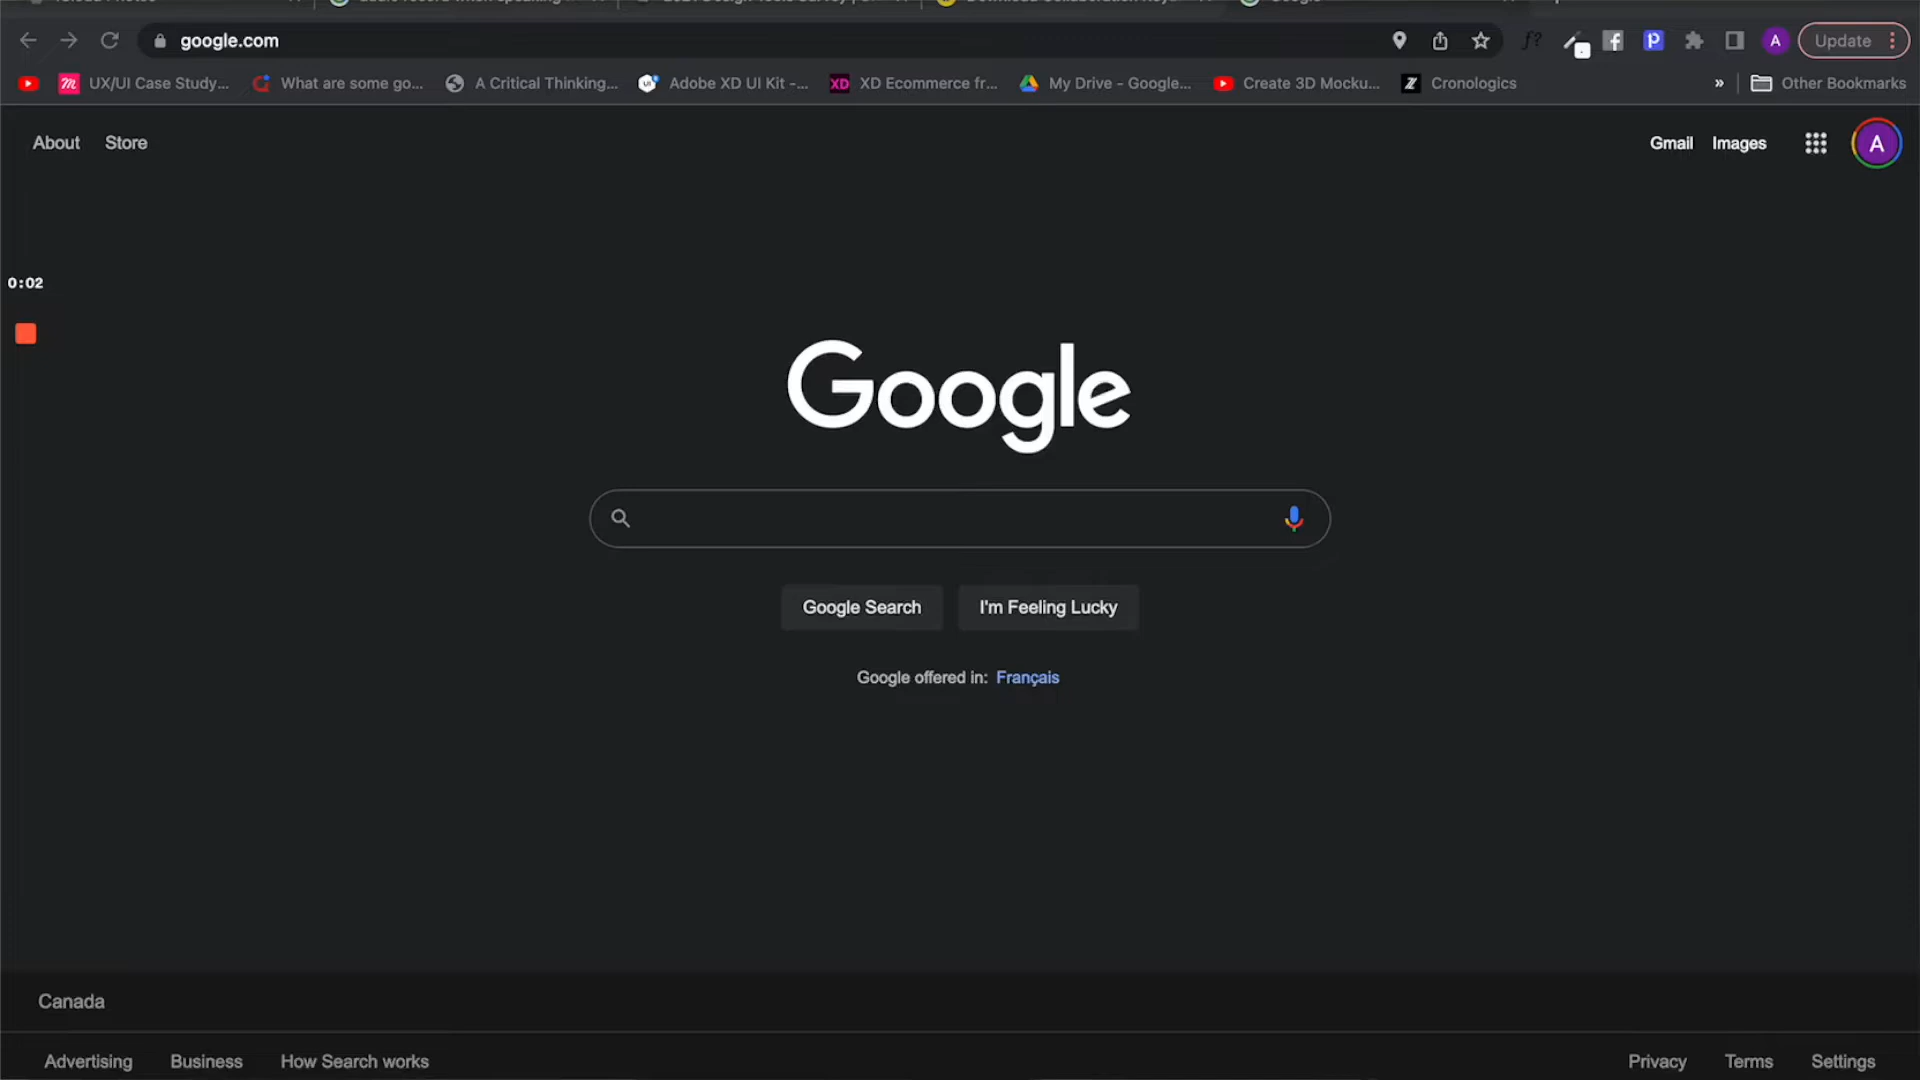 google.com
Update
UX/UI Case Study...
What are some go...
A Critical Thinking...
Adobe XD UI Kit -...
XD
XD Ecommerce fr...
My Drive - Google...
Create 3D Mocku...
Cronologics
»
Other Bookmarks
About
Store
Gmail
Images
A
0:02
Google
Google Search
I'm Feeling Lucky
Google offered in: Français
Canada
Advertising
Business
How Search works
Privacy
Terms
Settings